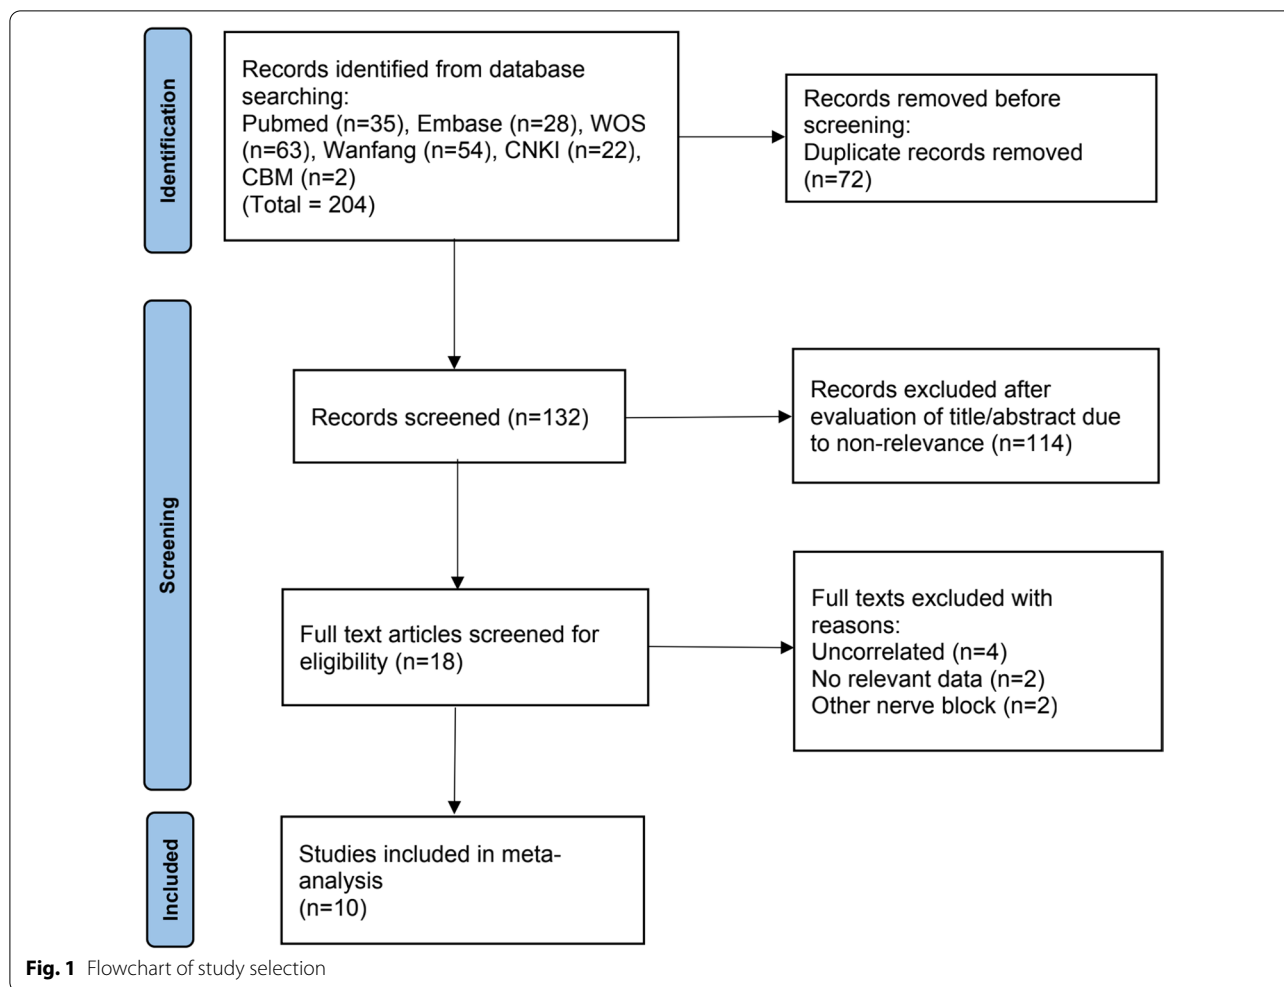 Identification
Records identified from database
searching:
Pubmed (n=35), Embase (n=28), WOS
(n=63), Wanfang (n=54), CNKI (n=22),
CBM (n=2)
(Total = 204)
Records removed before
screening:
Duplicate records removed
(n=72)
Screening
Records screened (n=132)
Records excluded after
evaluation of title/abstract due
to non-relevance (n=114)
Full text articles screened for
eligibility (n=18)
Full texts excluded with
reasons:
Uncorrelated (n=4)
No relevant data (n=2)
Other nerve block (n=2)
Included
Studies included in meta-
analysis
(n=10)
Fig. 1 Flowchart of study selection